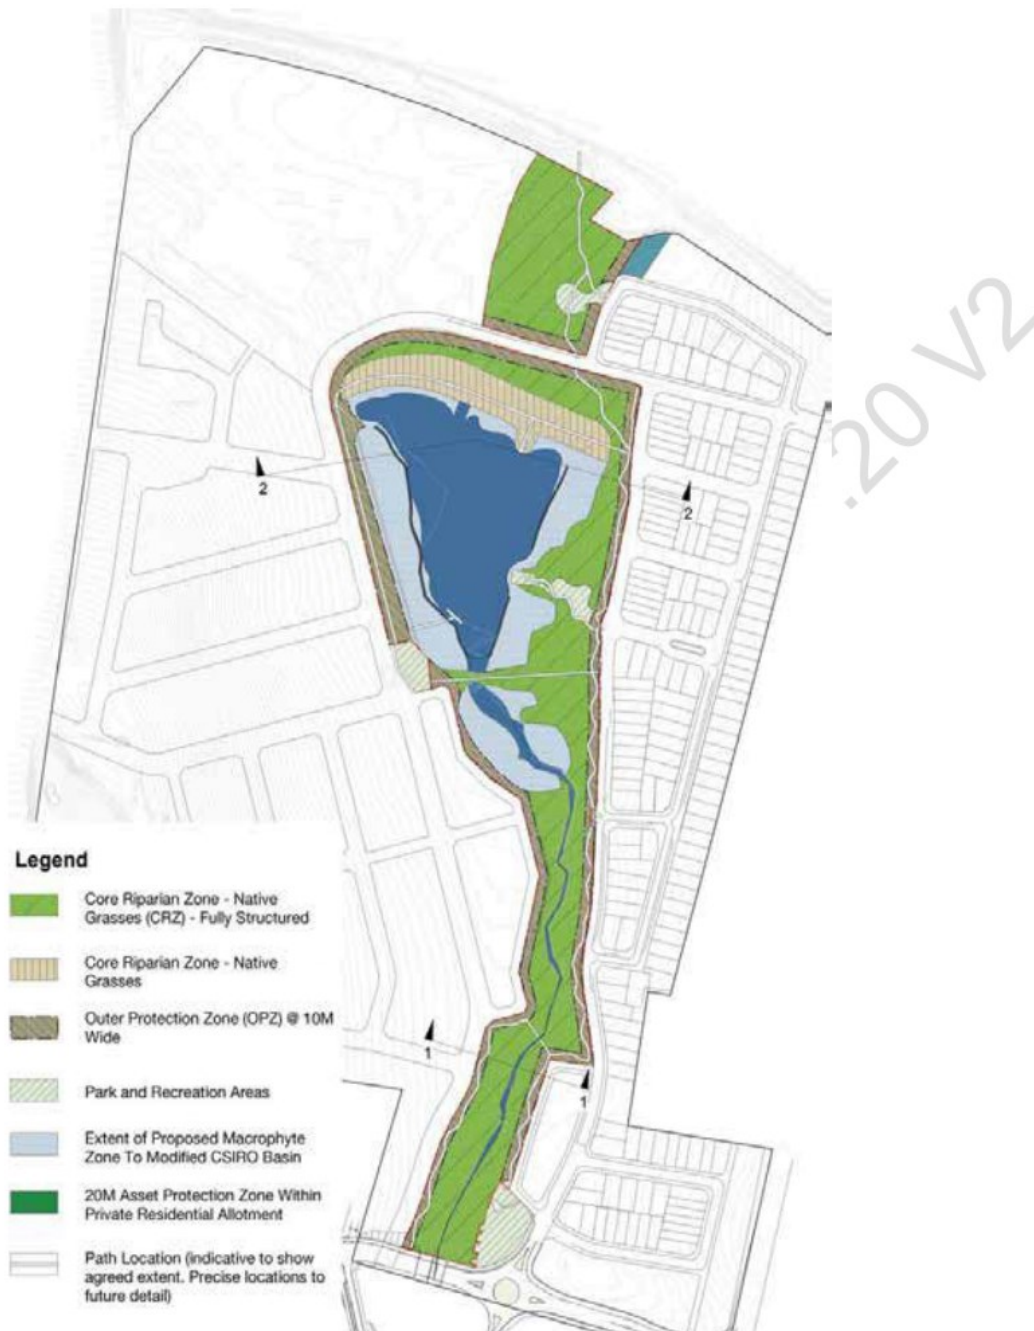 .20 V2
2
2
1
1
Legend
Core Riparian Zone - Native
Grasses (CRZ) - Fully Structured
Core Riparian Zone - Native
Grasses
Outer Protection Zone (OPZ) @ 10M
Wide
Park and Recreation Areas
Extent of Proposed Macrophyte
Zone To Modified CSIRO Basin
20M Asset Protection Zone Within
Private Residential Allotment
Path Location (indicative to show
agreed extent. Precise locations to
future detail)